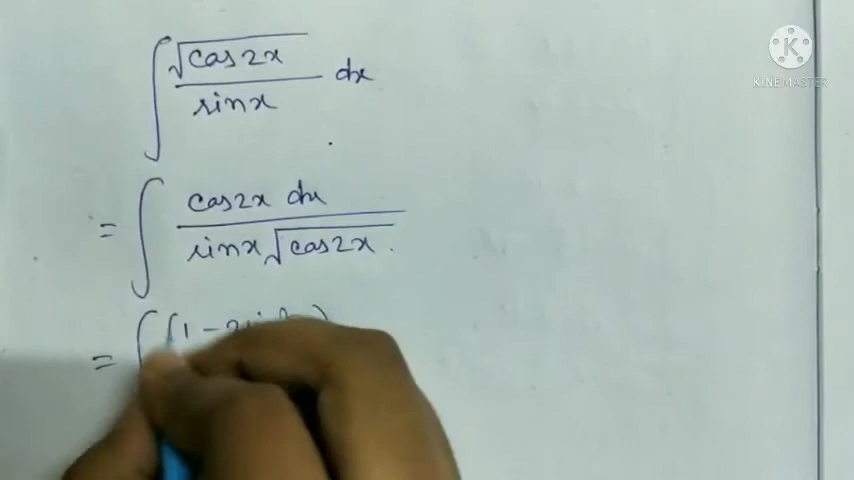 ∫ √cos2x / sinx dx
KINEMASTER
= ∫ cos2x dx / sinx √cos2x .
= ∫ (1 -